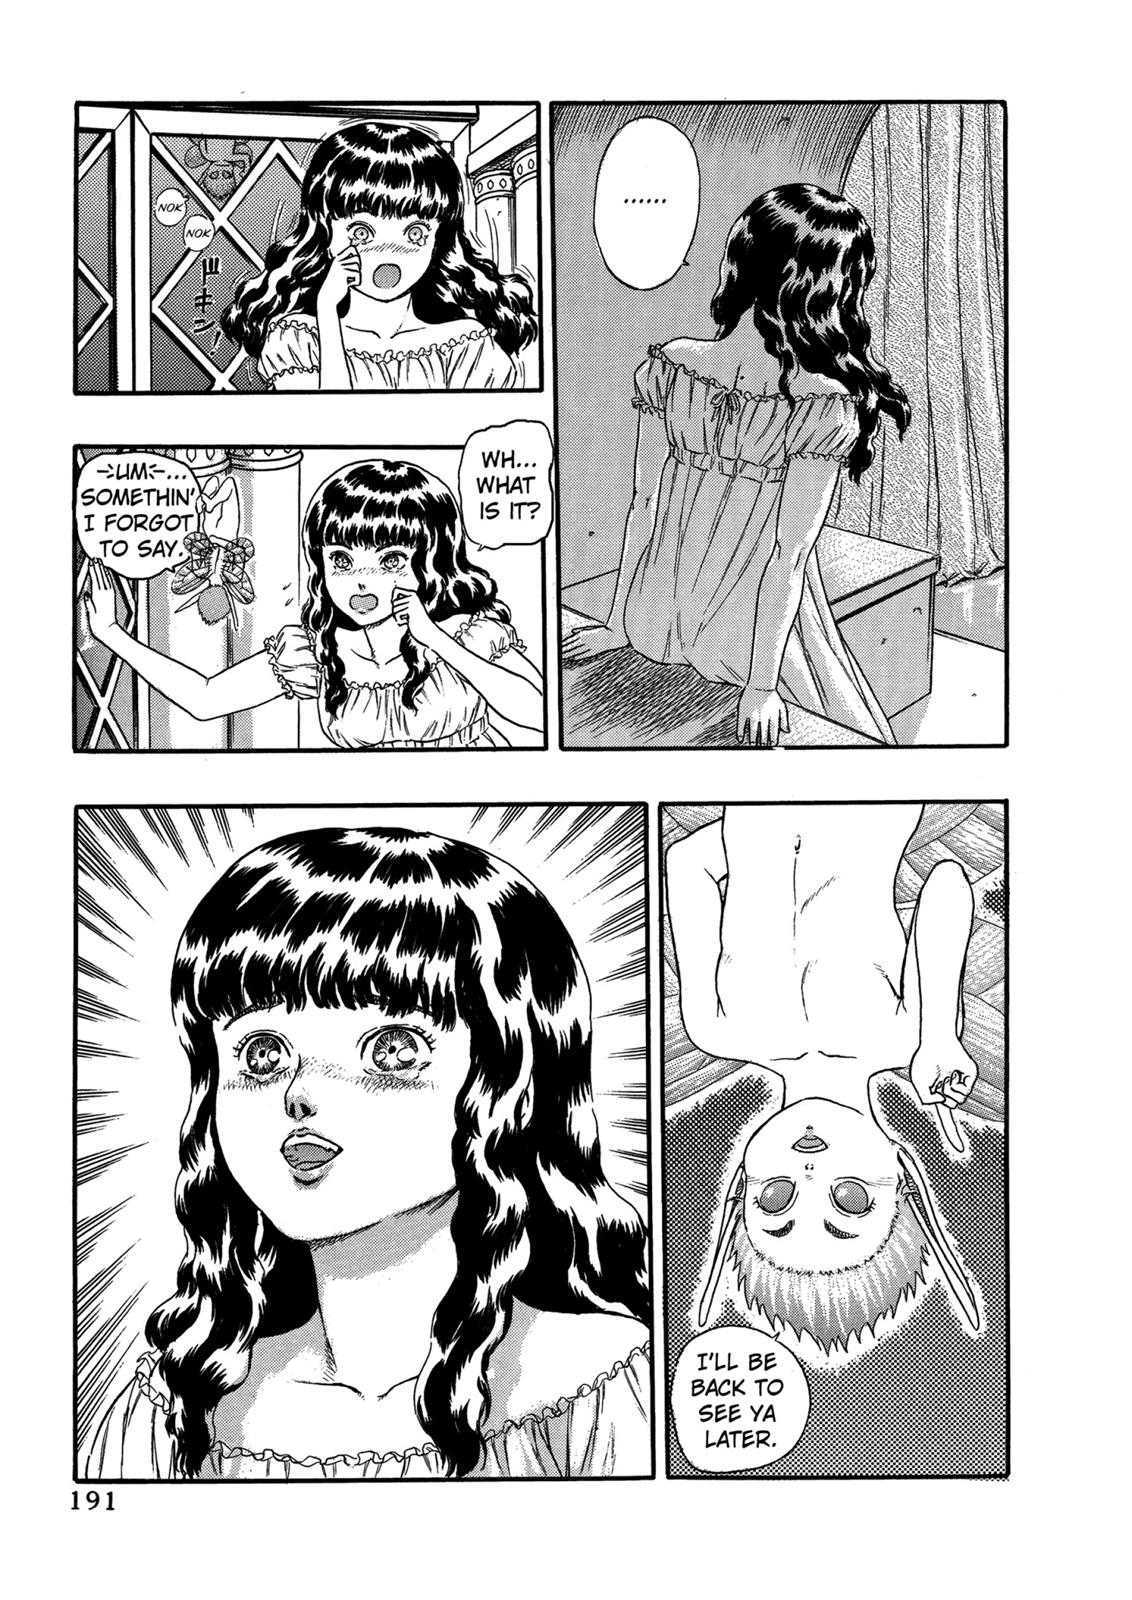 ......
NOK
NOK
ドキン!
WH...
WHAT
IS IT?
UM...
SOMETHIN'
I FORGOT
TO SAY.
I'LL BE
BACK TO
SEE YA
LATER.
191